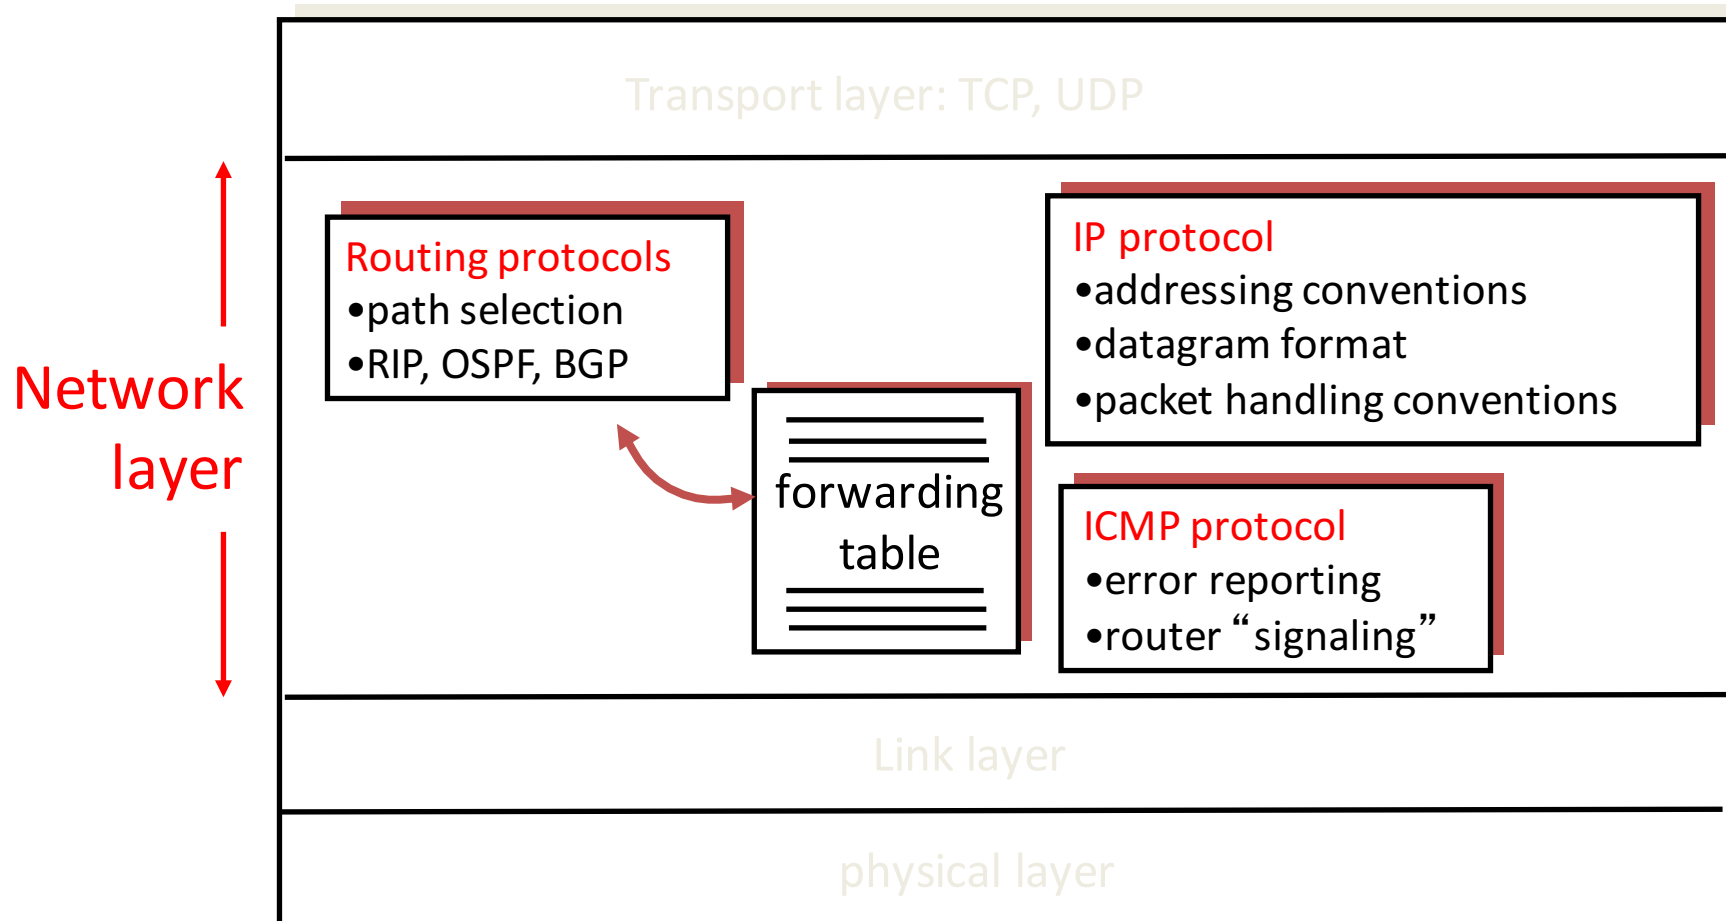 Transport layer: TCP, UDP
Network
layer
Routing protocols
•path selection
•RIP, OSPF, BGP
forwarding
table
IP protocol
•addressing conventions
•datagram format
•packet handling conventions
ICMP protocol
•error reporting
•router “signaling”
Link layer
physical layer